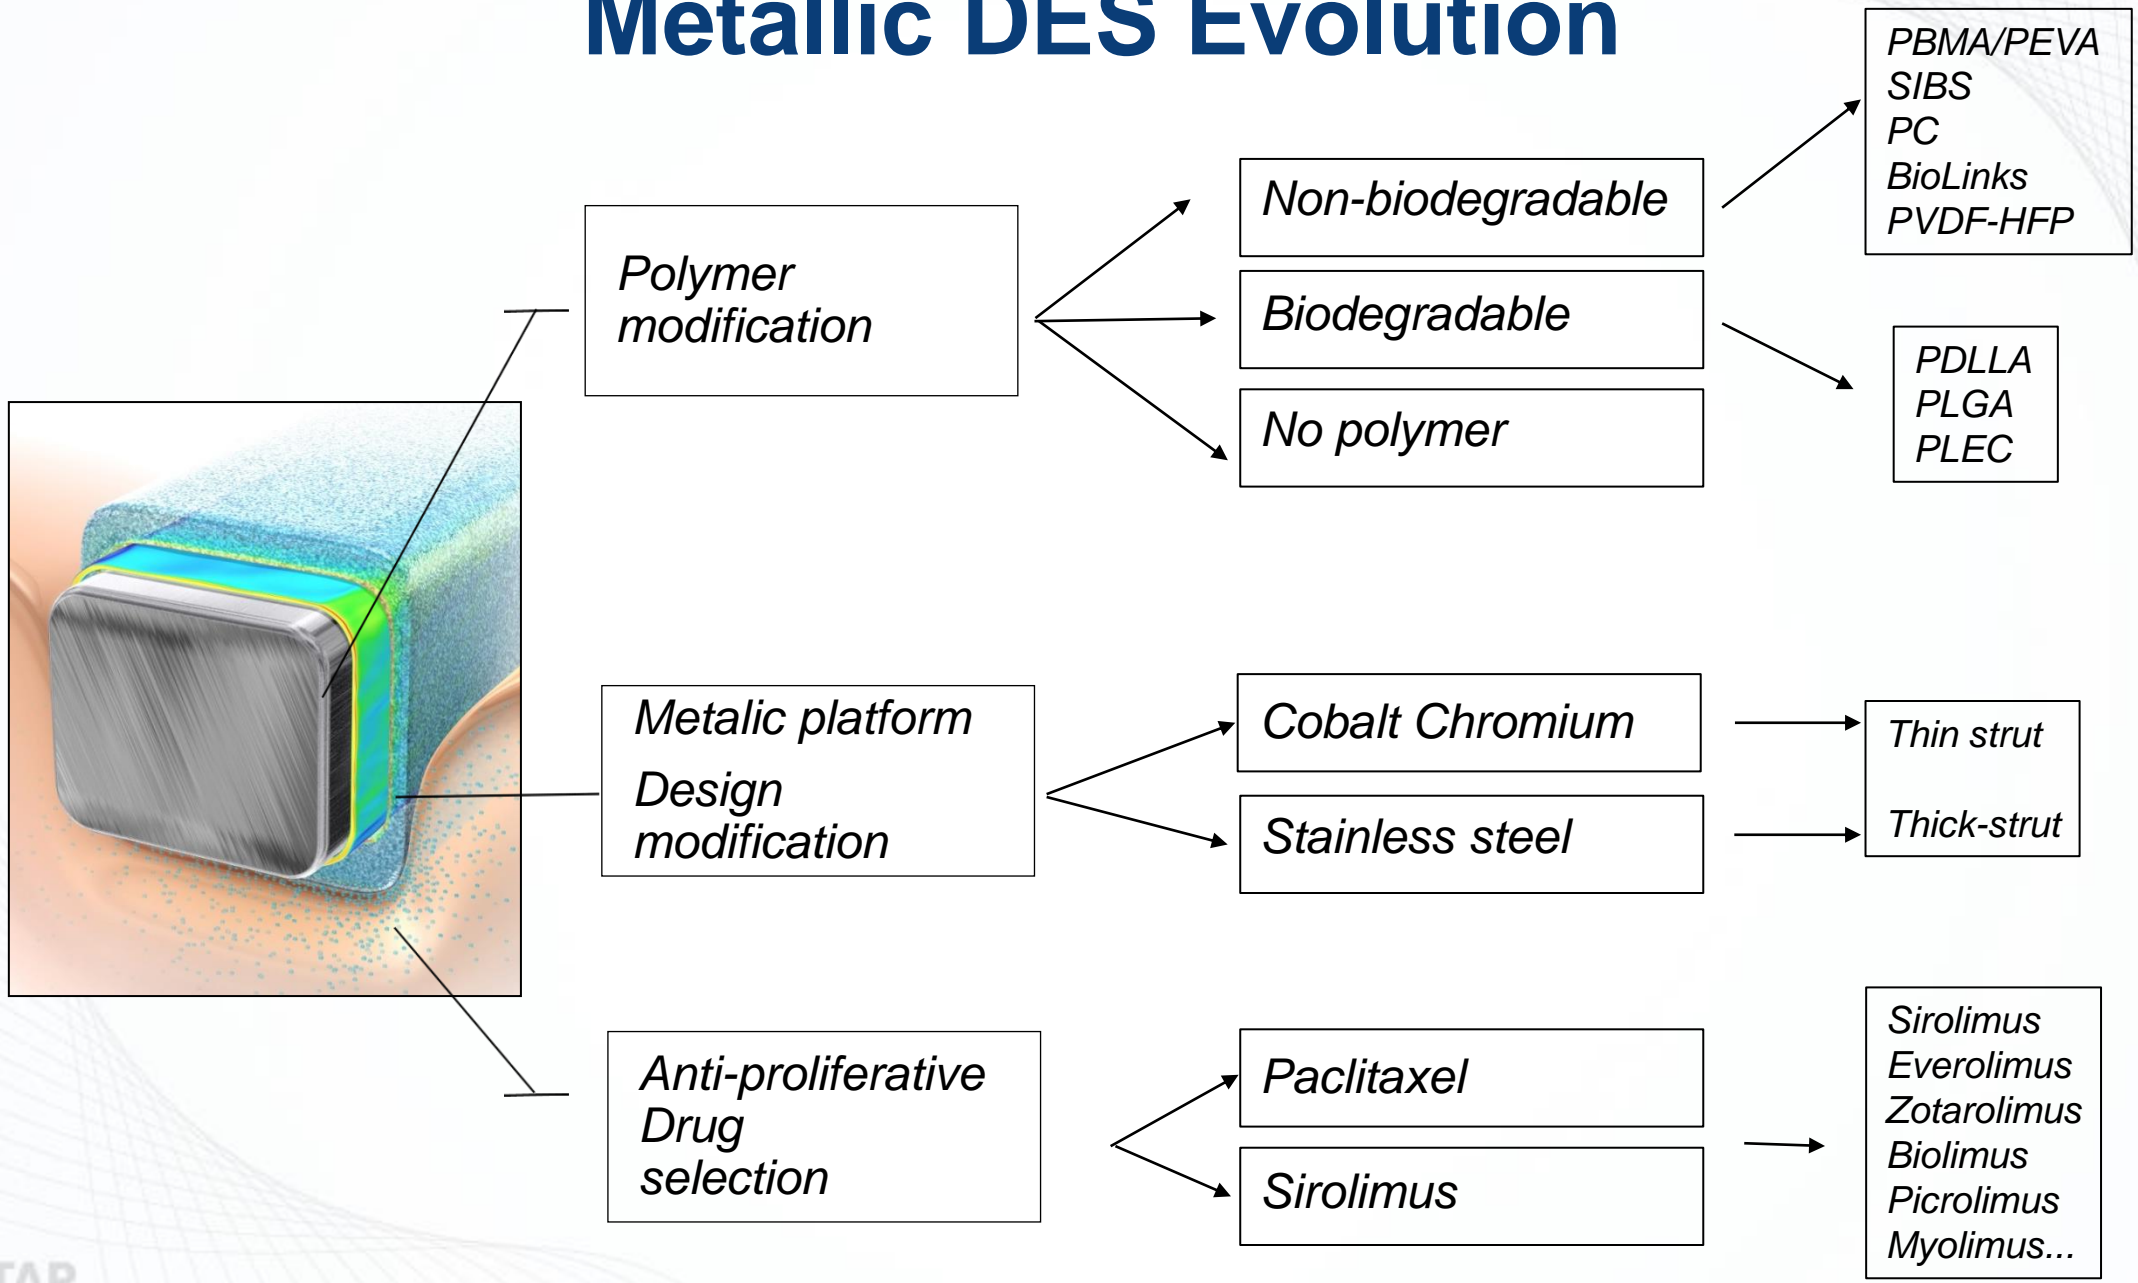 Metallic DES Evolution
Polymer
modification
Non-biodegradable
Biodegradable
No polymer
PBMA/PEVA
SIBS
PC
BioLinks
PVDF-HFP
PDLLA
PLGA
PLEC
Metalic platform
Design
modification
Cobalt Chromium
Stainless steel
Thin strut
Thick-strut
Anti-proliferative
Drug
selection
Paclitaxel
Sirolimus
Sirolimus
Everolimus
Zotarolimus
Biolimus
Picrolimus
Myolimus...